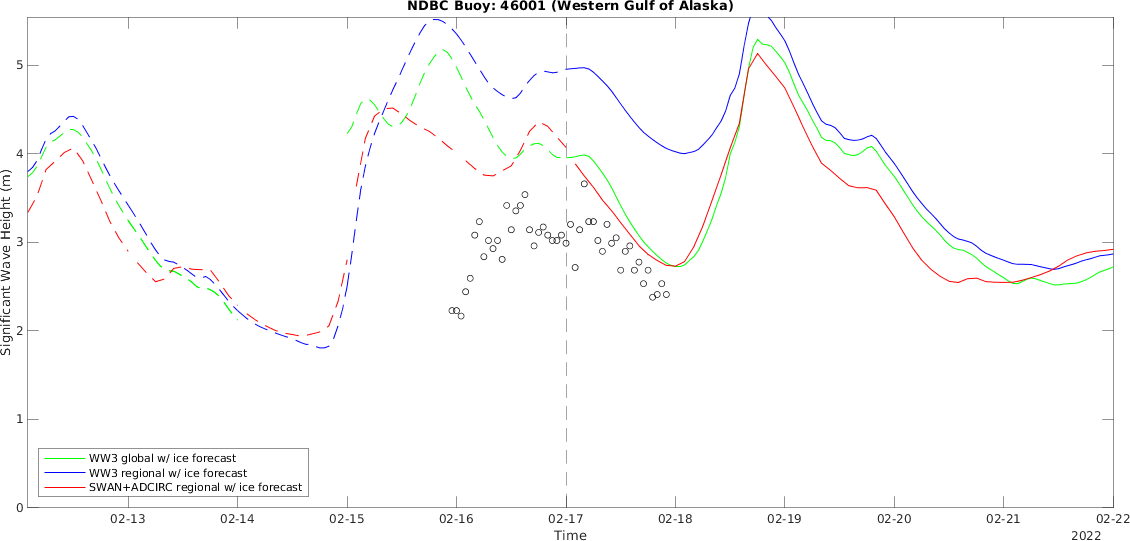 NDBC Buoy: 46001 (Western Gulf of Alaska)
Significant Wave Height (m)
5
4
3
2
1
0
WW3 global w/ ice forecast
WW3 regional w/ ice forecast
SWAN+ADCIRC regional w/ ice forecast
02-13 02-14 02-15 02-16 02-17 02-18 02-19 02-20 02-21 02-22
Time
2022